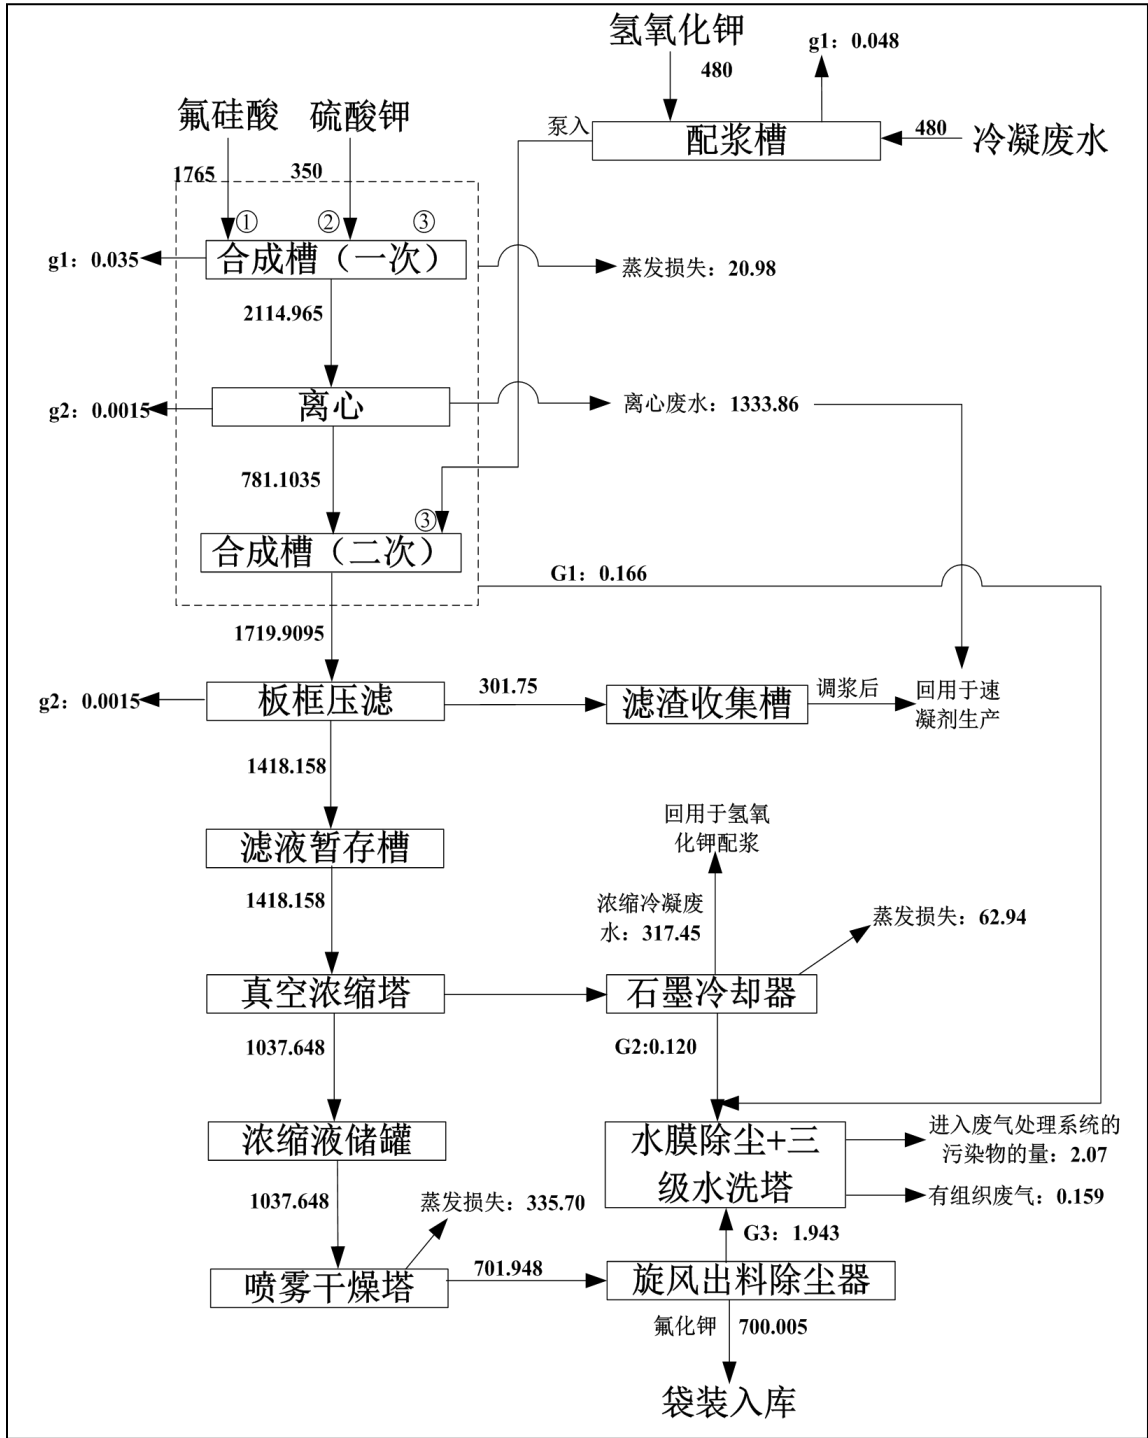 氢氧化钾
g1：0.048
480
氟硅酸
硫酸钾
泵入
配浆槽
480
冷凝废水
1765
350
①
②
③
合成槽（一次）
g1：0.035
蒸发损失：20.98
2114.965
离心
g2：0.0015
离心废水：1333.86
781.1035
③
合成槽（二次）
G1：0.166
1719.9095
板框压滤
g2：0.0015
301.75
滤渣收集槽
调浆后
回用于速
凝剂生产
1418.158
滤液暂存槽
回用于氢氧
化钾配浆
1418.158
浓缩冷凝废
水：317.45
蒸发损失：62.94
真空浓缩塔
石墨冷却器
1037.648
G2:0.120
浓缩液储罐
水膜除尘+三
级水洗塔
进入废气处理系统的
污染物的量：2.07
有组织废气：0.159
1037.648
蒸发损失：335.70
G3：1.943
喷雾干燥塔
701.948
旋风出料除尘器
氟化钾
700.005
袋装入库